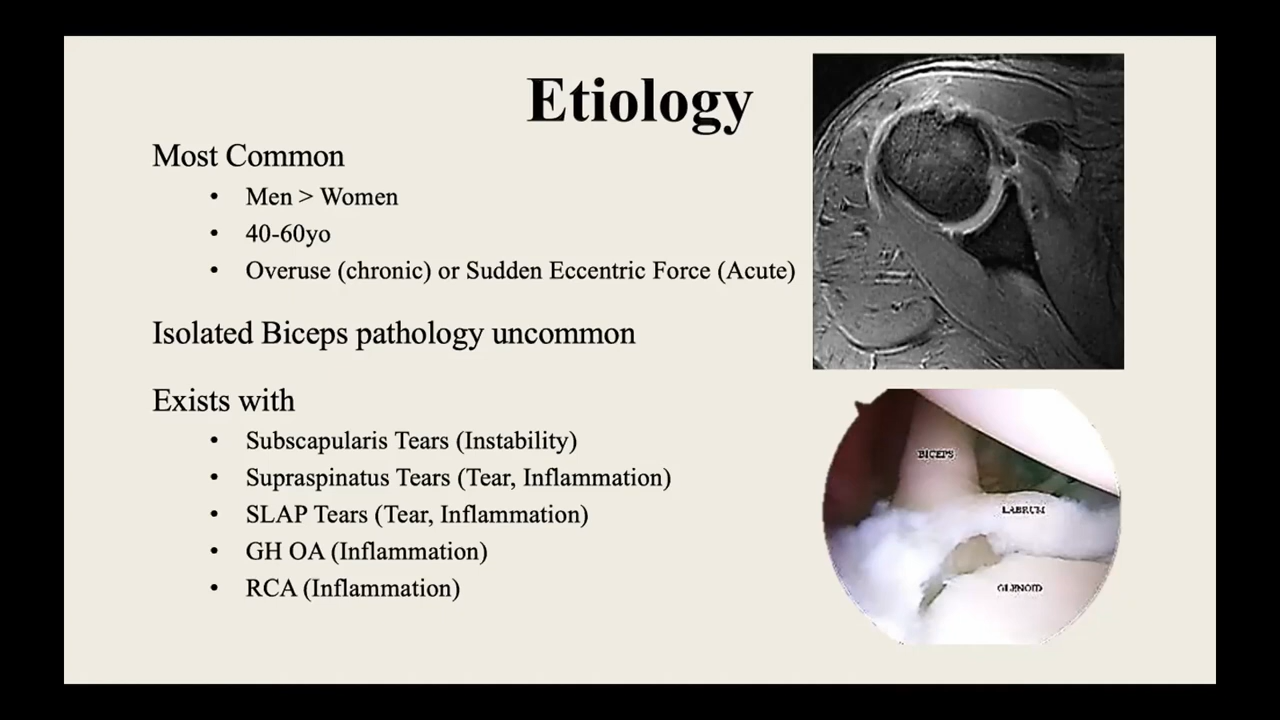 Etiology
Most Common
• Men > Women
• 40-60yo
• Overuse (chronic) or Sudden Eccentric Force (Acute)
Isolated Biceps pathology uncommon
Exists with
• Subscapularis Tears (Instability)
• Supraspinatus Tears (Tear, Inflammation)
• SLAP Tears (Tear, Inflammation)
• GH OA (Inflammation)
• RCA (Inflammation)
BICEPS
LABRUM
GLENOID